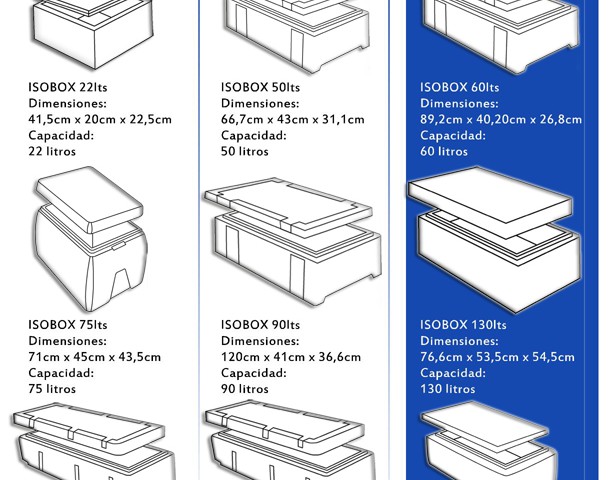 ISOBOX 22lts
Dimensiones:
41,5cm x 20cm x 22,5cm
Capacidad:
22 litros
ISOBOX 50lts
Dimensiones:
66,7cm x 43cm x 31,1cm
Capacidad:
50 litros
ISOBOX 60lts
Dimensiones:
89,2cm x 40,20cm x 26,8cm
Capacidad:
60 litros
ISOBOX 75lts
Dimensiones:
71cm x 45cm x 43,5cm
Capacidad:
75 litros
ISOBOX 90lts
Dimensiones:
120cm x 41cm x 36,6cm
Capacidad:
90 litros
ISOBOX 130lts
Dimensiones:
76,6cm x 53,5cm x 54,5cm
Capacidad:
130 litros